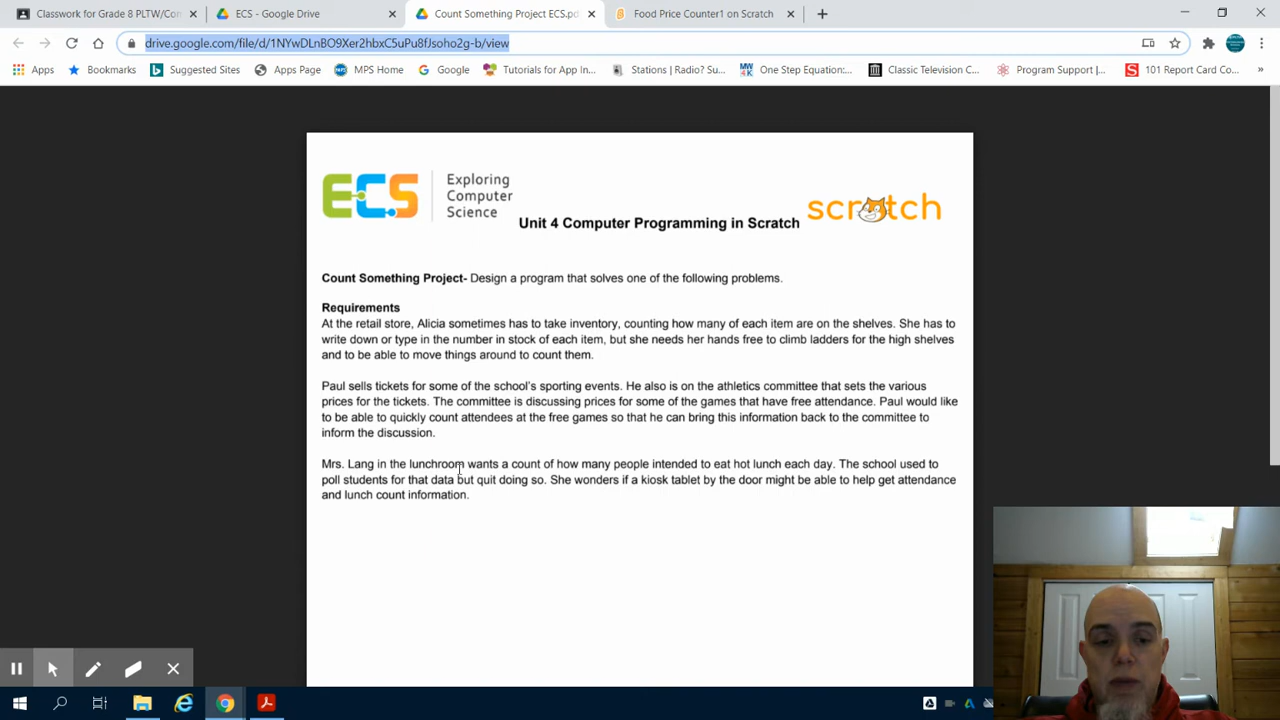 Classwork for Grade 8 PLTW/Con
ECS - Google Drive
Count Something Project ECS.pd
Food Price Counter1 on Scratch
drive.google.com/file/d/1NYwDLnBO9Xer2hbxC5uPu8fJsoho2g-b/view
Apps
Bookmarks
Suggested Sites
Apps Page
MPS Home
Google
Tutorials for App In...
Stations | Radio? Su...
One Step Equation:...
Classic Television C...
Program Support |...
101 Report Card Co...
ECS
Exploring
Computer
Science
Unit 4 Computer Programming in Scratch
scratch
Count Something Project- Design a program that solves one of the following problems.
Requirements
At the retail store, Alicia sometimes has to take inventory, counting how many of each item are on the shelves. She has to
write down or type in the number in stock of each item, but she needs her hands free to climb ladders for the high shelves
and to be able to move things around to count them.
Paul sells tickets for some of the school's sporting events. He also is on the athletics committee that sets the various
prices for the tickets. The committee is discussing prices for some of the games that have free attendance. Paul would like
to be able to quickly count attendees at the free games so that he can bring this information back to the committee to
inform the discussion.
Mrs. Lang in the lunchroom wants a count of how many people intended to eat hot lunch each day. The school used to
poll students for that data but quit doing so. She wonders if a kiosk tablet by the door might be able to help get attendance
and lunch count information.